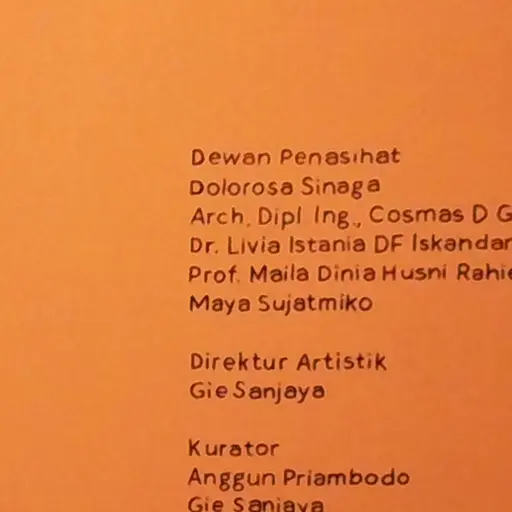 Dewan Penasihat
Dolorosa Sinaga
Arch. Dipl Ing., Cosmas D G
Dr. Livia Istania DF Iskandar
Prof. Maila Dinia Husni
Maya Sujatmiko
Direktur Artistik
Gie Sanjaya
Kurator
Anggun Priambodo
Gie Sanjaya